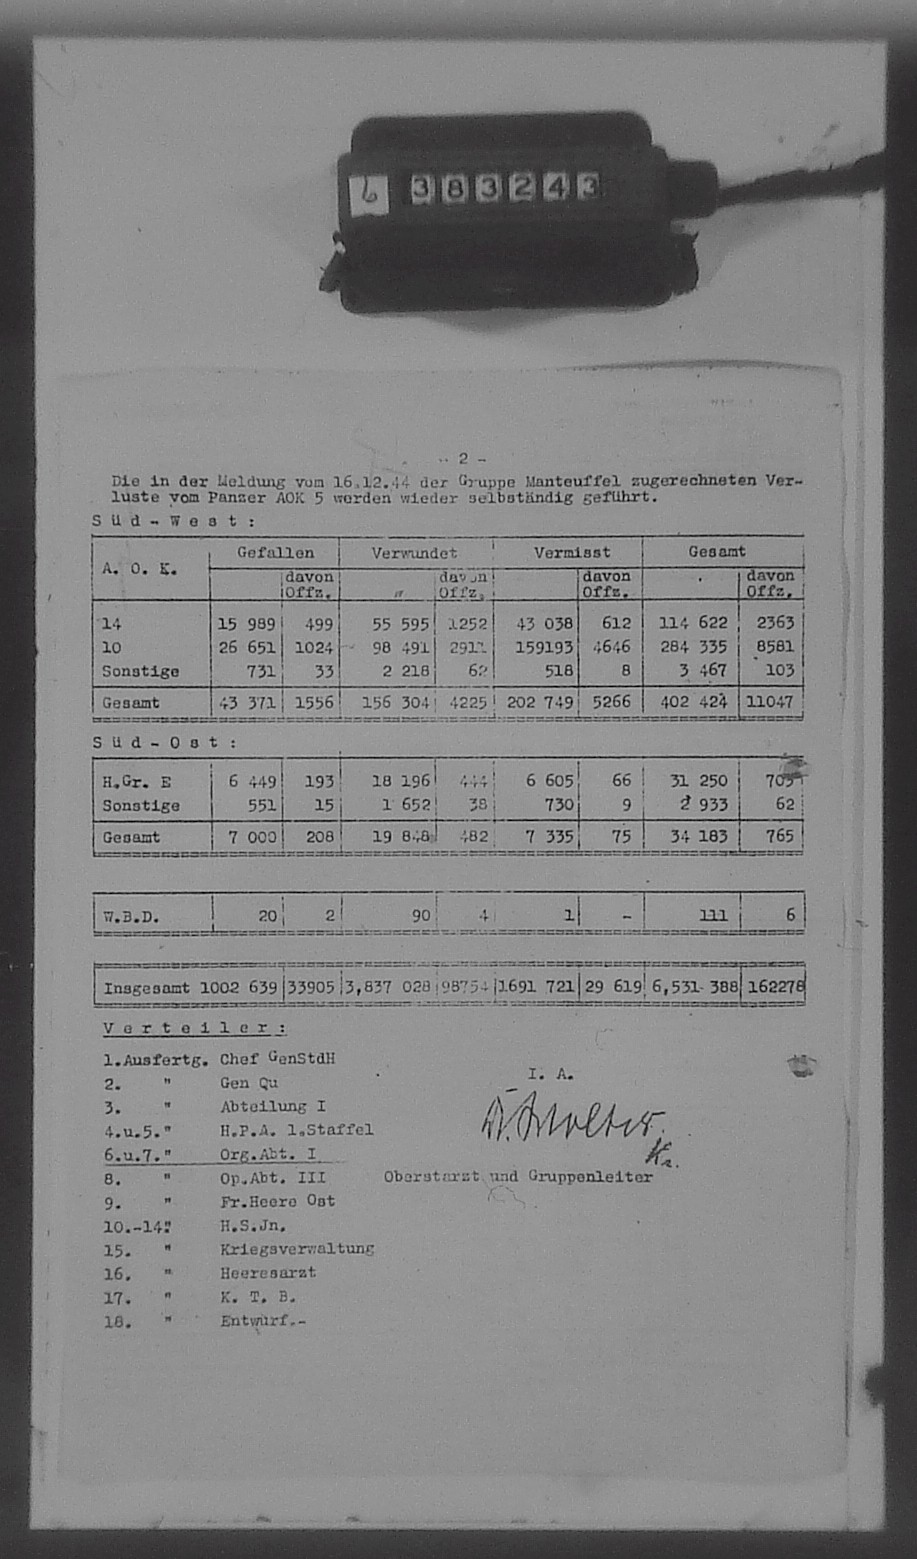 6 383243
- 2 -
Die in der Meldung vom 16.12.44 der Gruppe Manteuffel zugerechneten Ver-
luste vom Panzer AOK 5 werden wieder selbständig geführt.
Süd-West:
A. O. K. Gefallen Verwundet Vermisst Gesamt
davon Offz. " davon Offz. davon Offz. davon Offz.
14 15 989 499 55 595 1252 43 038 612 114 622 2363
10 26 651 1024 98 491 2911 159193 4646 284 335 8581
Sonstige 731 33 2 218 62 518 8 3 467 103
Gesamt 43 371 1556 156 304 4225 202 749 5266 402 424 11047
Süd-Ost:
H.Gr. E 6 449 193 18 196 444 6 605 66 31 250 703
Sonstige 551 15 1 652 38 730 9 2 933 62
Gesamt 7 000 208 19 848 482 7 335 75 34 183 765
W.B.D. 20 2 90 4 1 - 111 6
Insgesamt 1002 639 33905 3,837 028 98754 1691 721 29 619 6,531 388 162278
Verteiler:
1.Ausfertg. Chef GenStdH
I. A.
2. " Gen Qu
3. " Abteilung I
4.u.5." H.P.A. 1.Staffel
6.u.7." Org.Abt. I
8. " Op.Abt. III Oberstarzt und Gruppenleiter
9. " Fr.Heere Ost
10.-14." H.S.Jn.
15. " Kriegsverwaltung
16. " Heeresarzt
17. " K. T. B.
18. " Entwurf.-